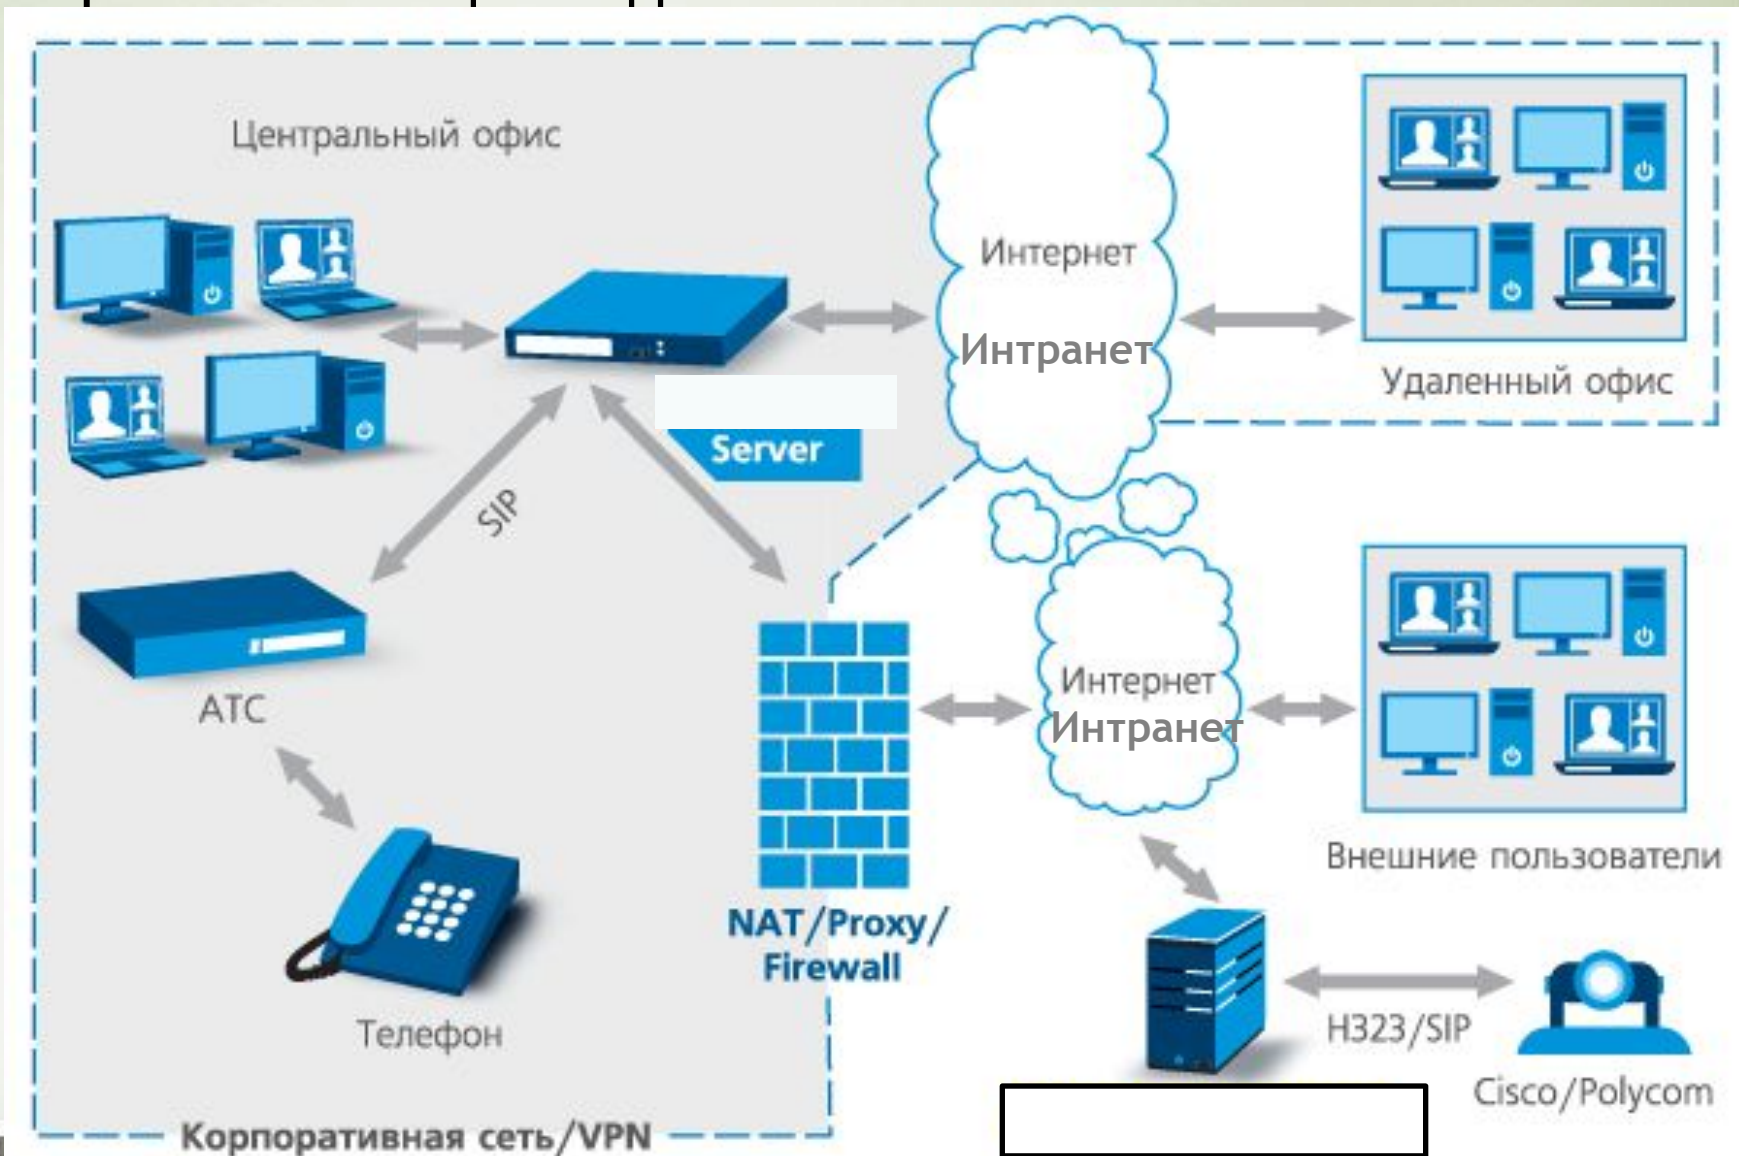 Центральный офис
Интернет
Интранет
Удаленный офис
Server
SIP
АТС
Интернет
Интранет
Внешние пользователи
NAT/Proxy/
Firewall
Телефон
H323/SIP
Cisco/Polycom
Корпоративная сеть/VPN